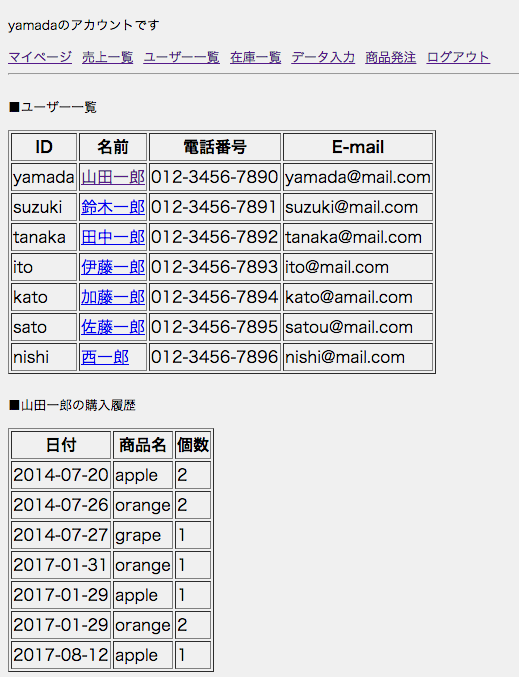 yamadaのアカウントです
マイページ 売上一覧 ユーザー一覧 在庫一覧 データ入力 商品発注 ログアウト
■ユーザー一覧
ID 名前 電話番号 E-mail
yamada 山田一郎 012-3456-7890 yamada@mail.com
suzuki 鈴木一郎 012-3456-7891 suzuki@mail.com
tanaka 田中一郎 012-3456-7892 tanaka@mail.com
ito 伊藤一郎 012-3456-7893 ito@mail.com
kato 加藤一郎 012-3456-7894 kato@amail.com
sato 佐藤一郎 012-3456-7895 satou@mail.com
nishi 西一郎 012-3456-7896 nishi@mail.com
■山田一郎の購入履歴
日付 商品名 個数
2014-07-20 apple 2
2014-07-26 orange 2
2014-07-27 grape 1
2017-01-31 orange 1
2017-01-29 apple 1
2017-01-29 orange 2
2017-08-12 apple 1